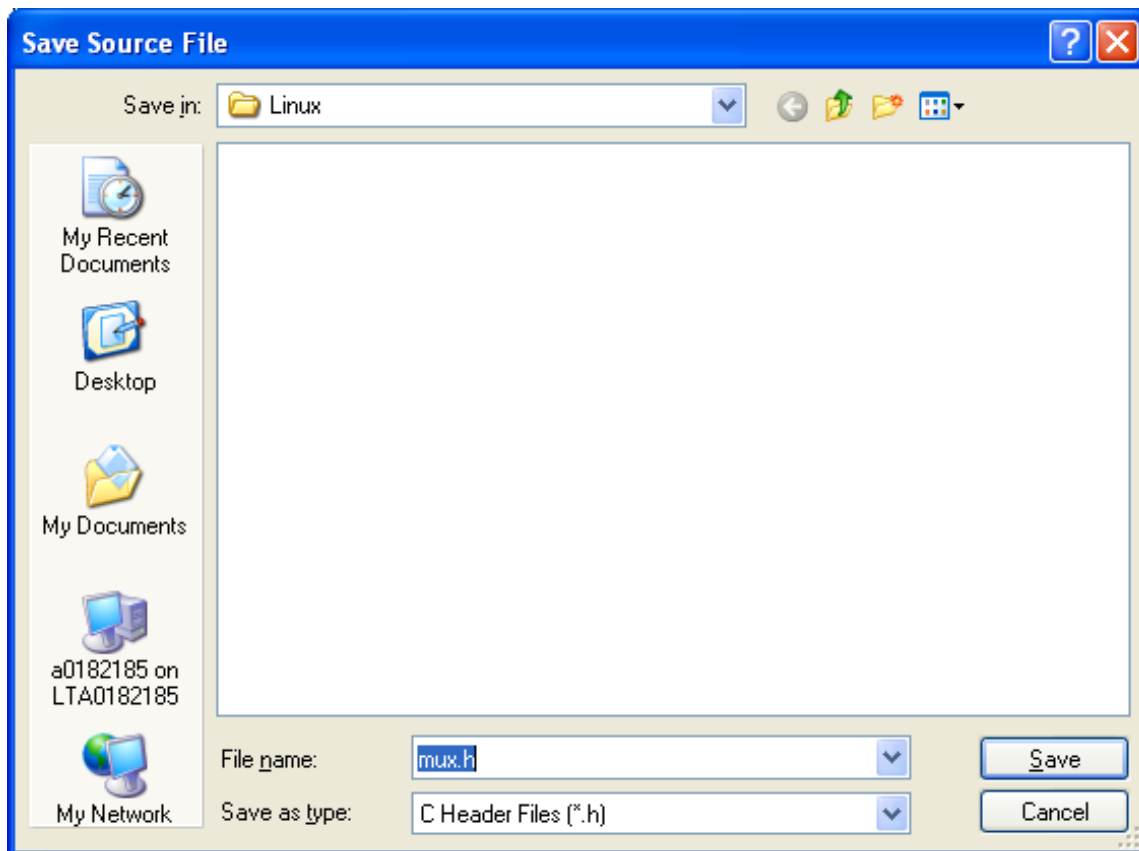 Save Source File
Save in: Linux
My Recent
Documents
Desktop
My Documents
a0182185 on
LTA0182185
My Network
File name: mux.h
Save
Save as type: C Header Files (*.h)
Cancel